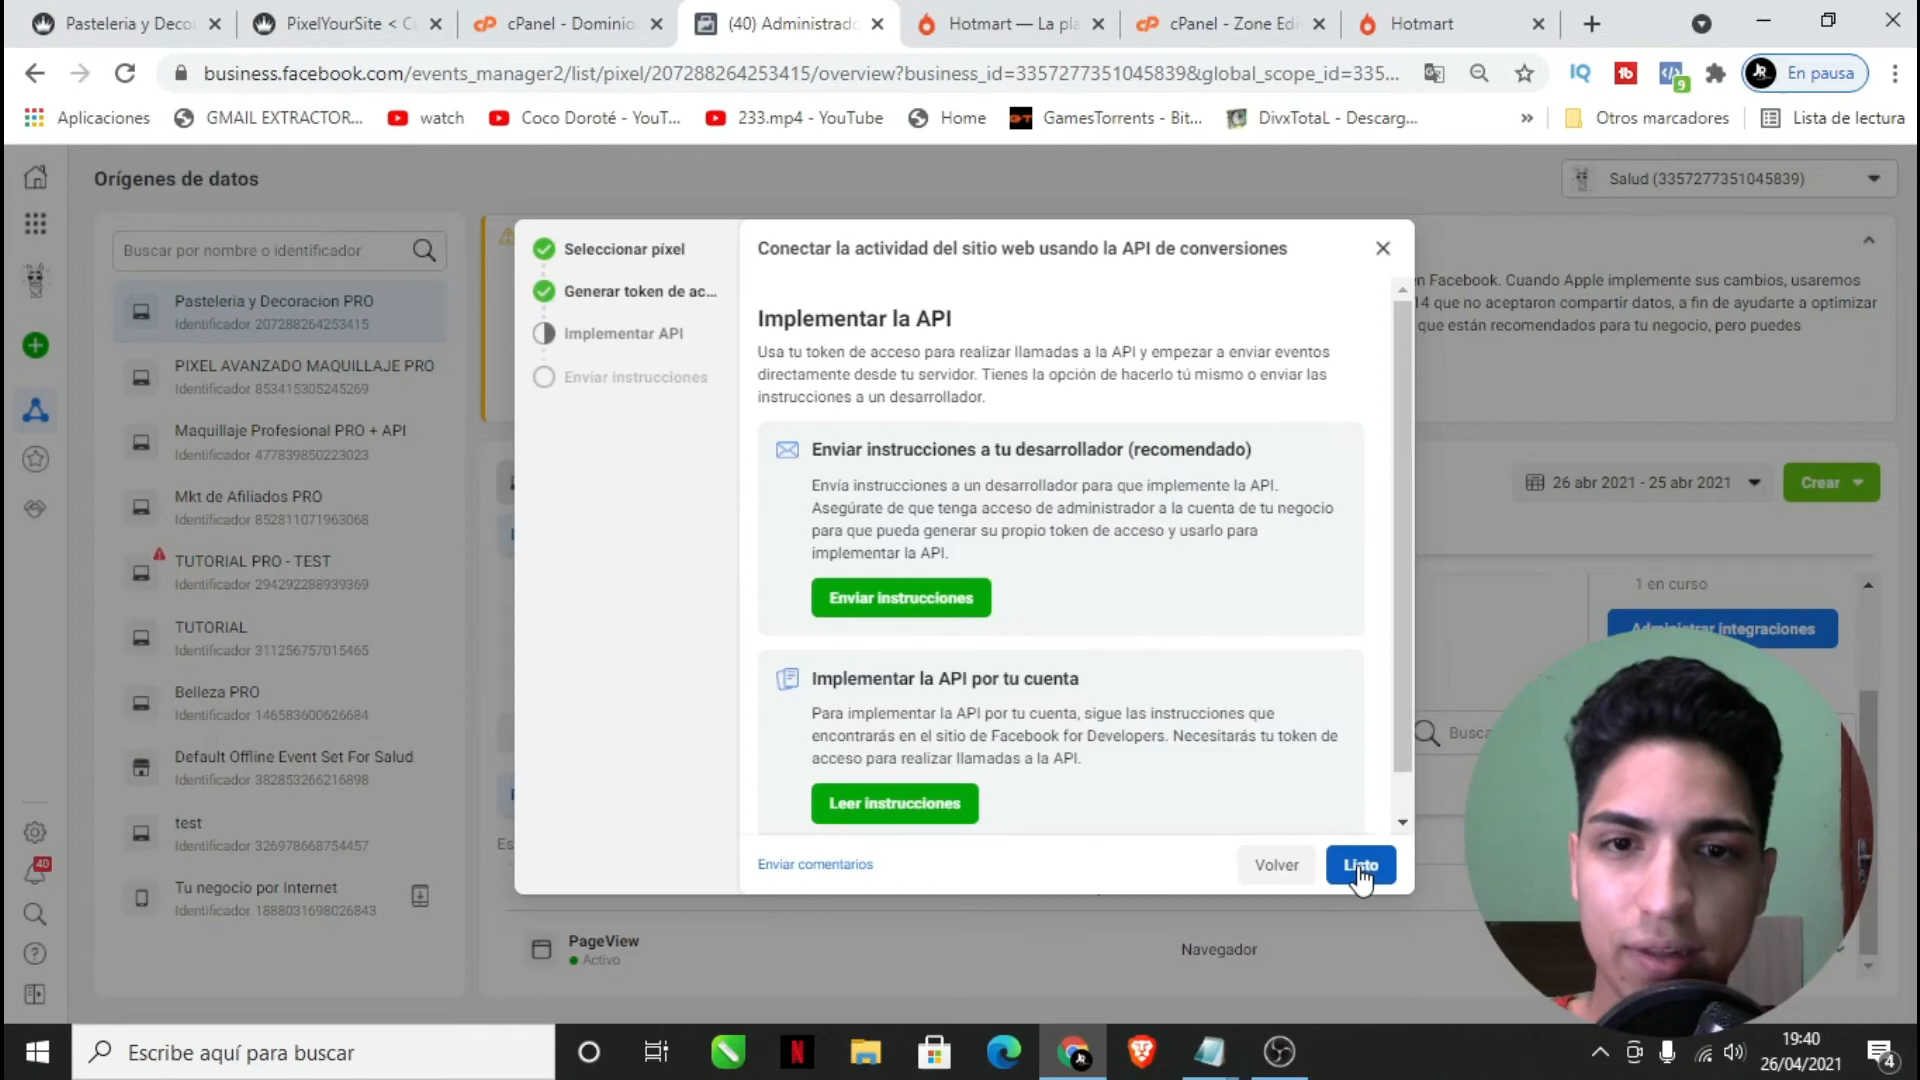 Pasteleria y Decor
PixelYourSite < C
cPanel - Dominio
(40) Administrado
Hotmart — La pla
cPanel - Zone Edi
Hotmart
business.facebook.com/events_manager2/list/pixel/207288264253415/overview?business_id=3357277351045839&global_scope_id=335...
En pausa
Aplicaciones
GMAIL EXTRACTOR...
watch
Coco Doroté - YouT...
233.mp4 - YouTube
Home
GamesTorrents - Bit...
DivxTotaL - Descarg...
»
Otros marcadores
Lista de lectura
Orígenes de datos
Salud (3357277351045839)
Buscar por nombre o identificador
Pasteleria y Decoracion PRO
Identificador 207288264253415
PIXEL AVANZADO MAQUILLAJE PRO
Identificador 853415305245269
Maquillaje Profesional PRO + API
Identificador 477839850223023
Mkt de Afiliados PRO
Identificador 852811071963068
TUTORIAL PRO - TEST
Identificador 294292288939369
TUTORIAL
Identificador 311256757015465
Belleza PRO
Identificador 146583600626684
Default Offline Event Set For Salud
Identificador 382853266216898
test
Identificador 326978668754457
Tu negocio por Internet
Identificador 1888031698026843
40
Seleccionar píxel
Generar token de ac...
Implementar API
Enviar instrucciones
Conectar la actividad del sitio web usando la API de conversiones
Implementar la API
Usa tu token de acceso para realizar llamadas a la API y empezar a enviar eventos
directamente desde tu servidor. Tienes la opción de hacerlo tú mismo o enviar las
instrucciones a un desarrollador.
Enviar instrucciones a tu desarrollador (recomendado)
Envía instrucciones a un desarrollador para que implemente la API.
Asegúrate de que tenga acceso de administrador a la cuenta de tu negocio
para que pueda generar su propio token de acceso y usarlo para
implementar la API.
Enviar instrucciones
Implementar la API por tu cuenta
Para implementar la API por tu cuenta, sigue las instrucciones que
encontrarás en el sitio de Facebook for Developers. Necesitarás tu token de
acceso para realizar llamadas a la API.
Leer instrucciones
Enviar comentarios
Volver
Listo
en Facebook. Cuando Apple implemente sus cambios, usaremos
14 que no aceptaron compartir datos, a fin de ayudarte a optimizar
que están recomendados para tu negocio, pero puedes
26 abr 2021 - 25 abr 2021
Crear
1 en curso
Administrar integraciones
Busca
Es
PageView
Activo
Navegador
Escribe aquí para buscar
19:40
26/04/2021
4